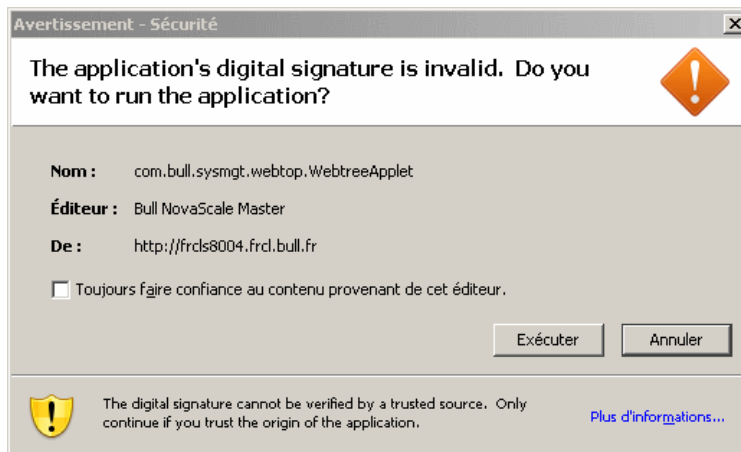 Avertissement - Sécurité
The application's digital signature is invalid. Do you
want to run the application?
Nom : com.bull.sysmgt.webtop.WebtreeApplet
Éditeur : Bull NovaScale Master
De : http://frcls8004.frcl.bull.fr
Toujours faire confiance au contenu provenant de cet éditeur.
Exécuter Annuler
The digital signature cannot be verified by a trusted source. Only
continue if you trust the origin of the application.
Plus d'informations...